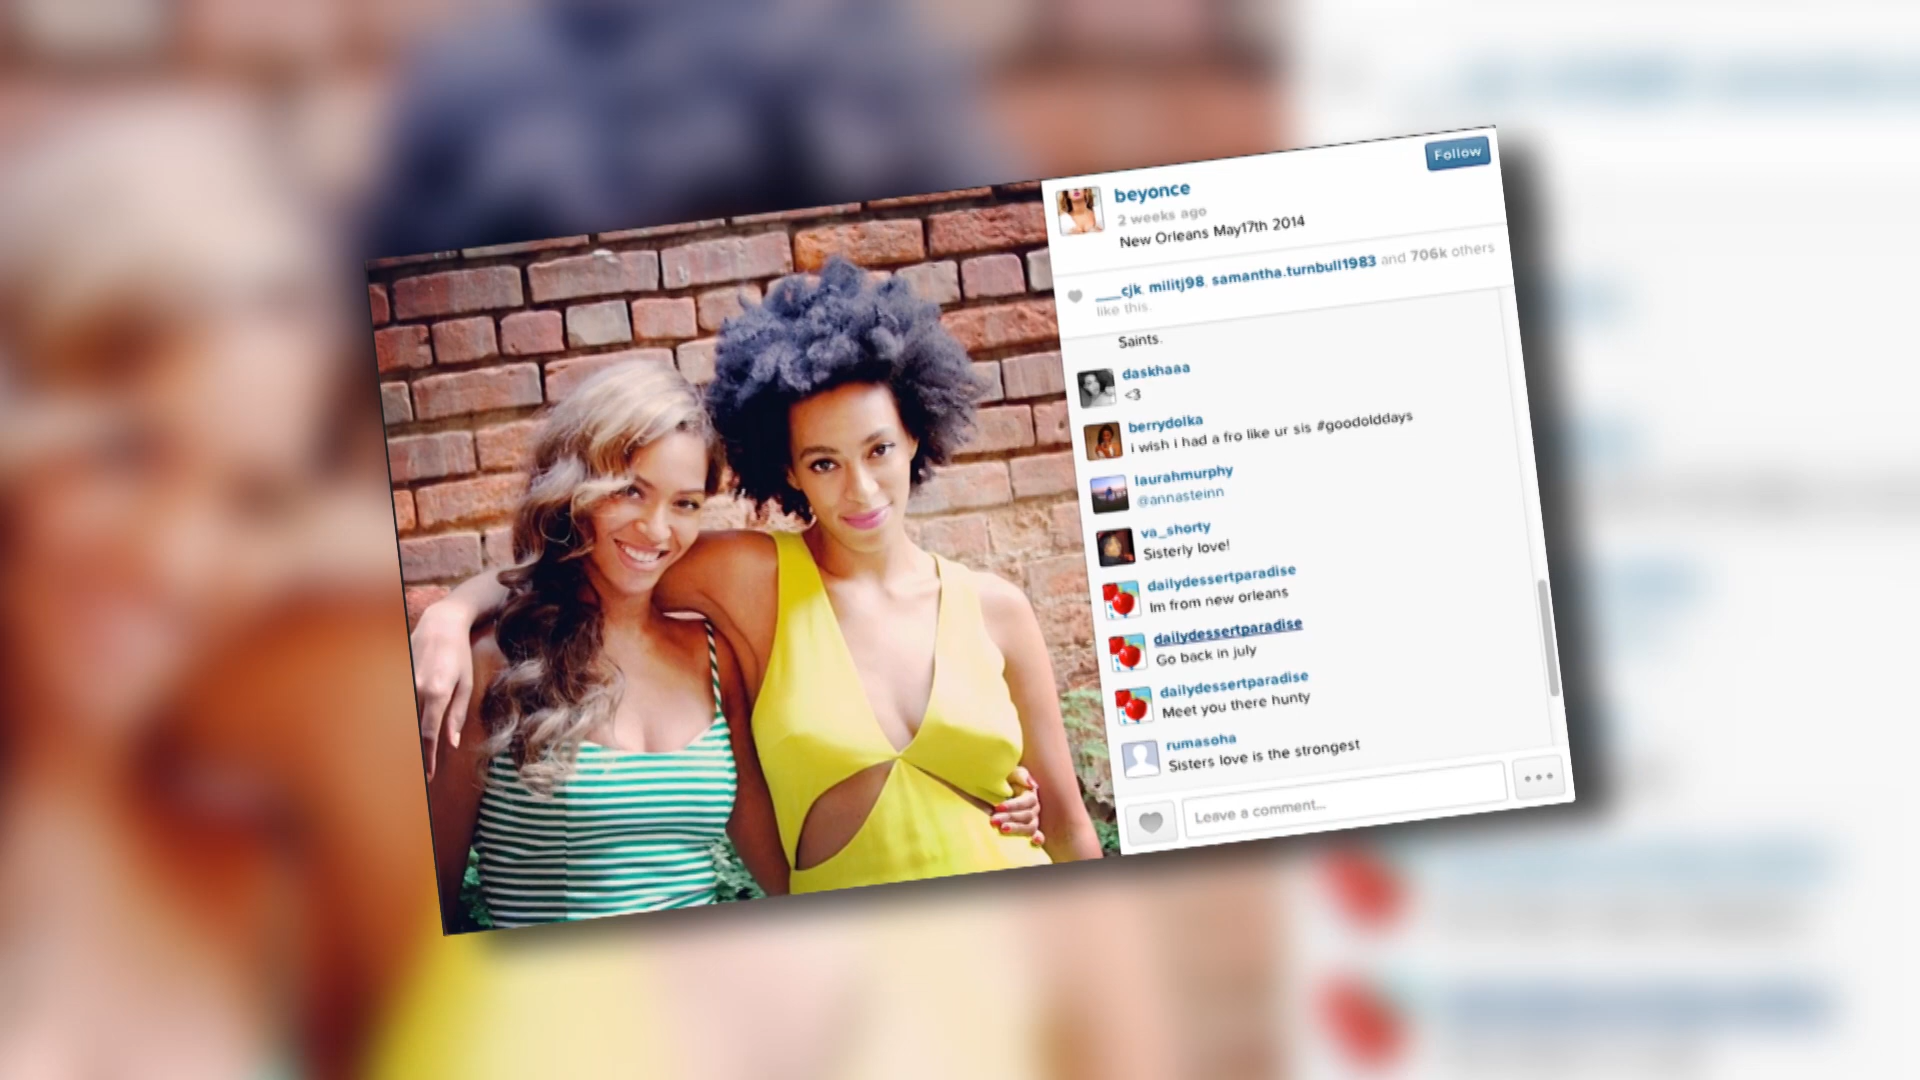 Follow
beyonce
2 weeks ago
New Orleans May17th 2014
___cjk, militj98, samantha.turnbull1983 and 706k others
like this.
Saints.
daskhaaa
<3
berrydolka
i wish i had a fro like ur sis #goodolddays
laurahmurphy
@annasteinn
va_shorty
Sisterly love!
dailydessertparadise
Im from new orleans
dailydessertparadise
Go back in july
dailydessertparadise
Meet you there hunty
rumasoha
Sisters love is the strongest
Leave a comment...